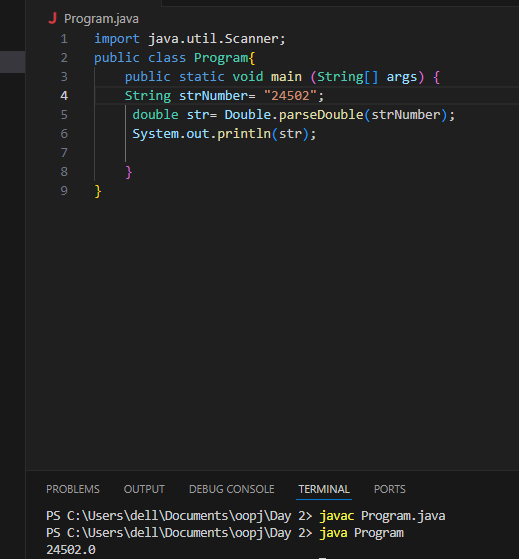 J Program.java
1 import java.util.Scanner;
2 public class Program{
3 public static void main (String[] args) {
4 String strNumber= "24502";
5 double str= Double.parseDouble(strNumber);
6 System.out.println(str);
7
8 }
9 }
PROBLEMS OUTPUT DEBUG CONSOLE TERMINAL PORTS
PS C:\Users\dell\Documents\oopj\Day 2> javac Program.java
PS C:\Users\dell\Documents\oopj\Day 2> java Program
24502.0